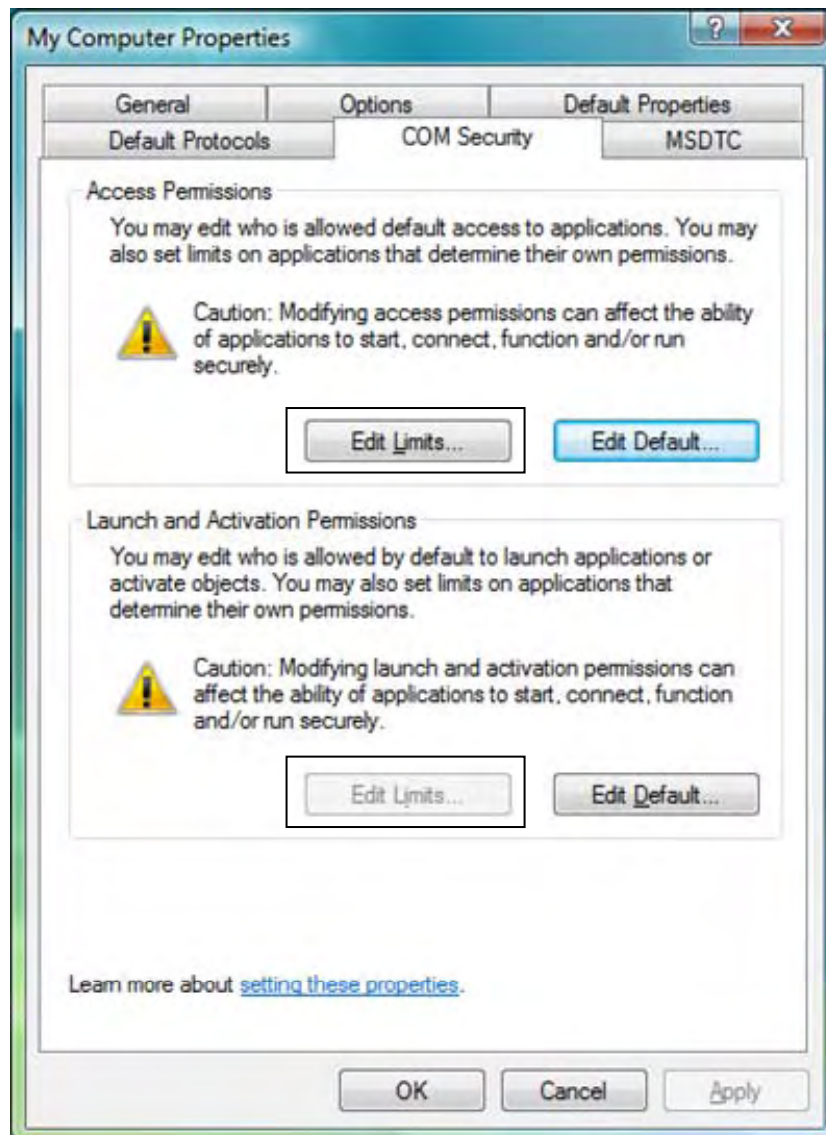 My Computer Properties
?
X
General Options Default Properties
Default Protocols COM Security MSDTC
Access Permissions
You may edit who is allowed default access to applications. You may
also set limits on applications that determine their own permissions.
Caution: Modifying access permissions can affect the ability
of applications to start, connect, function and/or run
securely.
Edit Limits... Edit Default...
Launch and Activation Permissions
You may edit who is allowed by default to launch applications or
activate objects. You may also set limits on applications that
determine their own permissions.
Caution: Modifying launch and activation permissions can
affect the ability of applications to start, connect, function
and/or run securely.
Edit Limits... Edit Default...
Learn more about setting these properties.
OK Cancel Apply